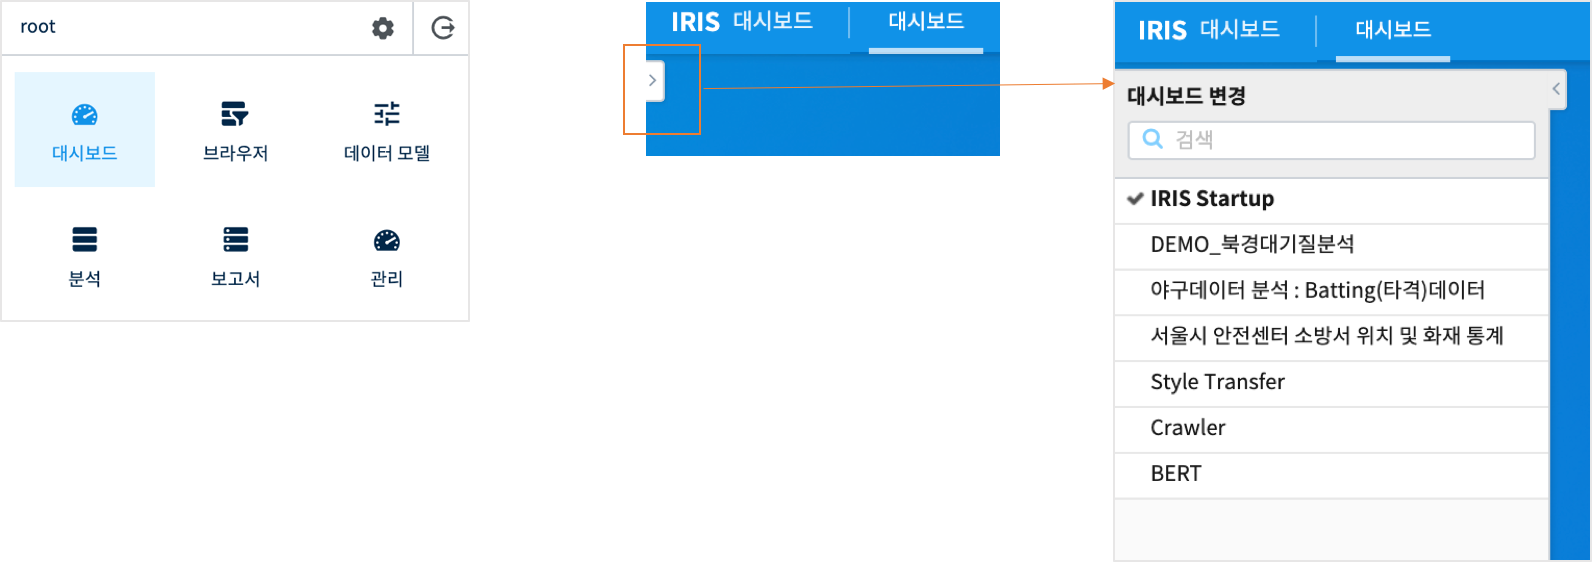 root
대시보드
브라우저
데이터 모델
분석
보고서
관리
IRIS 대시보드
대시보드
IRIS 대시보드
대시보드
대시보드 변경
검색
IRIS Startup
DEMO_북경대기질분석
야구데이터 분석 : Batting(타격)데이터
서울시 안전센터 소방서 위치 및 화재 통계
Style Transfer
Crawler
BERT